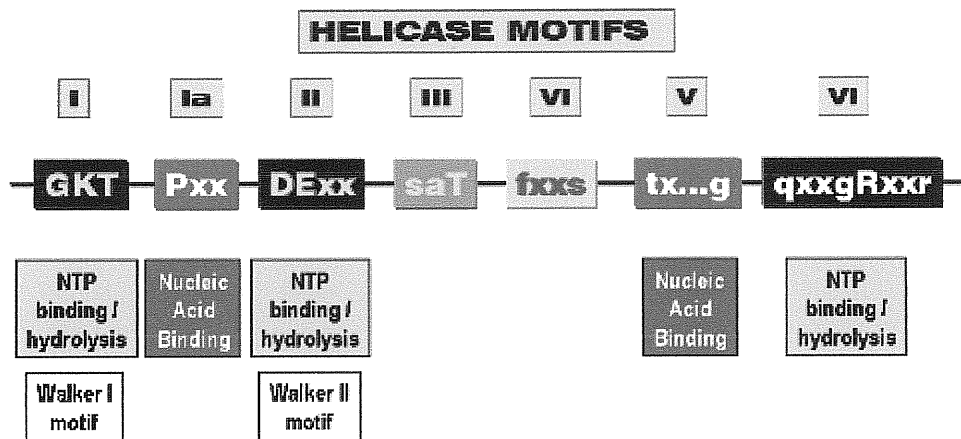 HELICASE MOTIFS
I Ia II III VI V VI
GKT Pxx DExx saT fxxs tx...g qxxgRxxr
NTP
binding /
hydrolysis
Nucleic
Acid
Binding
NTP
binding /
hydrolysis
Nucleic
Acid
Binding
NTP
binding /
hydrolysis
Walker I
motif
Walker II
motif